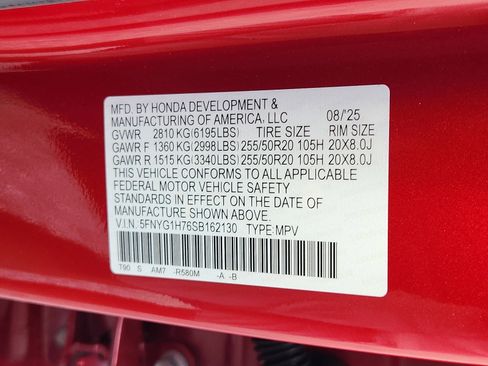 MFD. BY HONDA DEVELOPMENT &
MANUFACTURING OF AMERICA, LLC 08/'25
GVWR 2810 KG(6195LBS) TIRE SIZE RIM SIZE
GAWR F 1360 KG(2998LBS) 255/50R20 105H 20X8.0J
GAWR R 1515 KG(3340LBS) 255/50R20 105H 20X8.0J
THIS VEHICLE CONFORMS TO ALL APPLICABLE
FEDERAL MOTOR VEHICLE SAFETY
STANDARDS IN EFFECT ON THE DATE OF
MANUFACTURE SHOWN ABOVE.
V.I.N. 5FNYG1H76SB162130 TYPE:MPV
T90 S AM7 -R580M -A -B